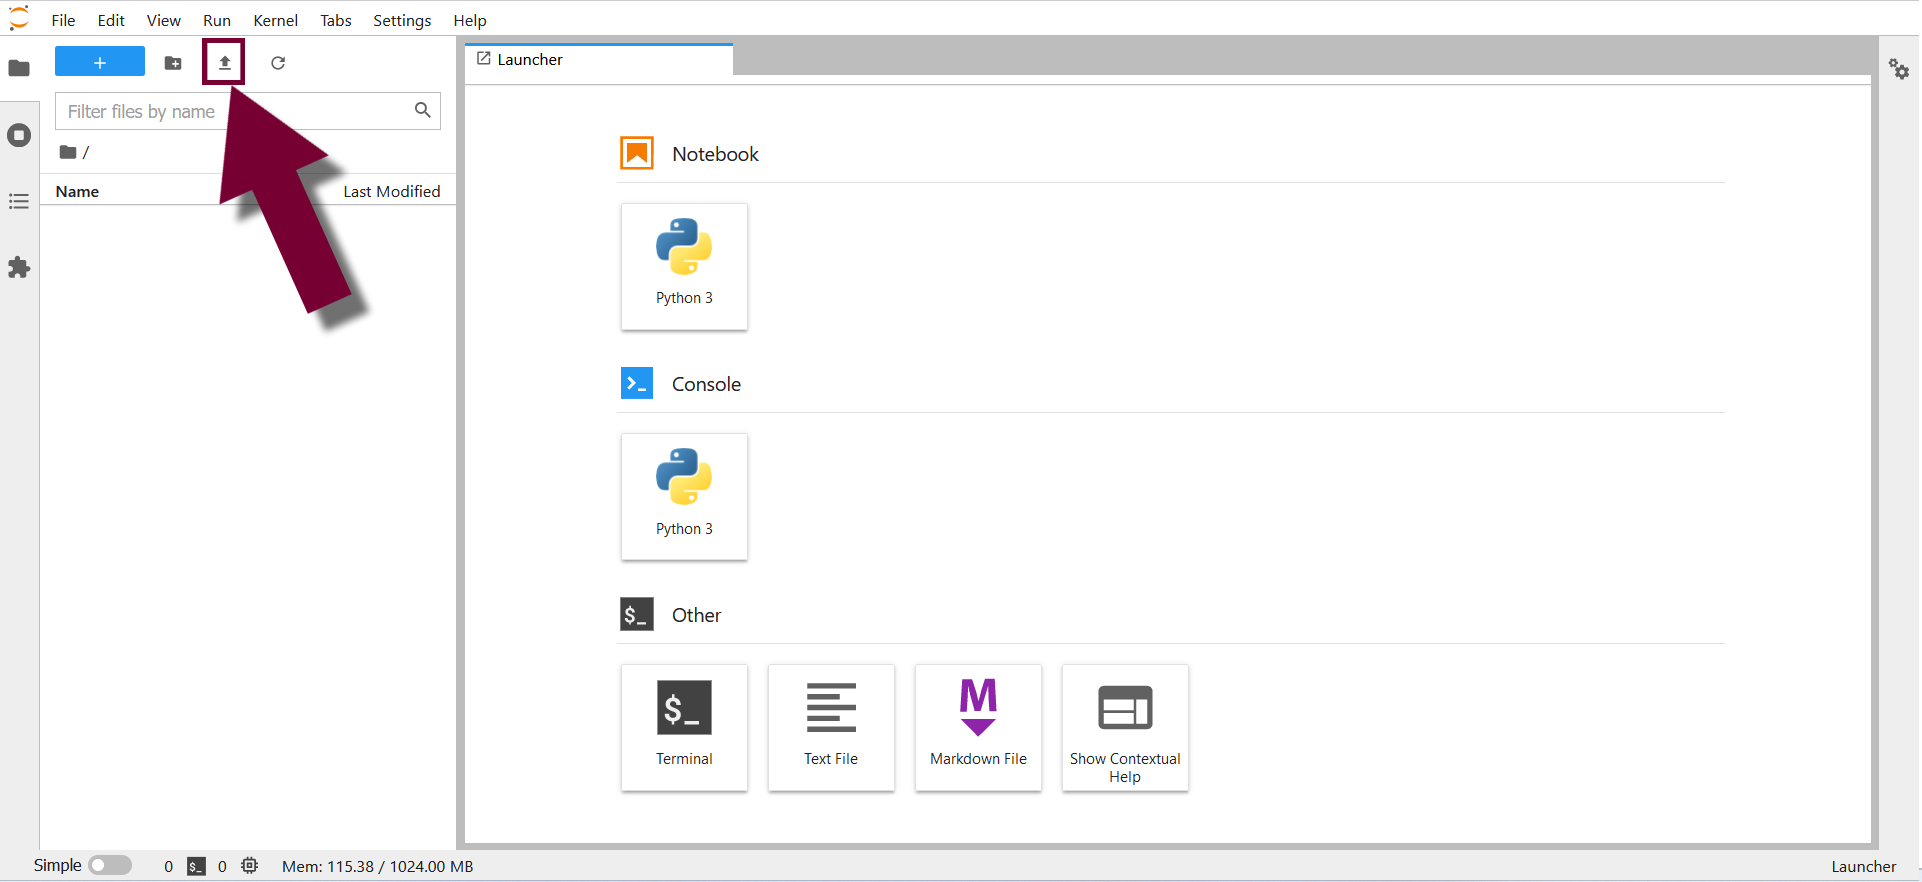 File Edit View Run Kernel Tabs Settings Help
+
Launcher
Filter files by name
/
Name Last Modified
Notebook
Python 3
Console
Python 3
$_ Other
$_
M
Terminal
Text File
Markdown File
Show Contextual
Help
Simple 0 $_ 0 Mem: 115.38 / 1024.00 MB Launcher